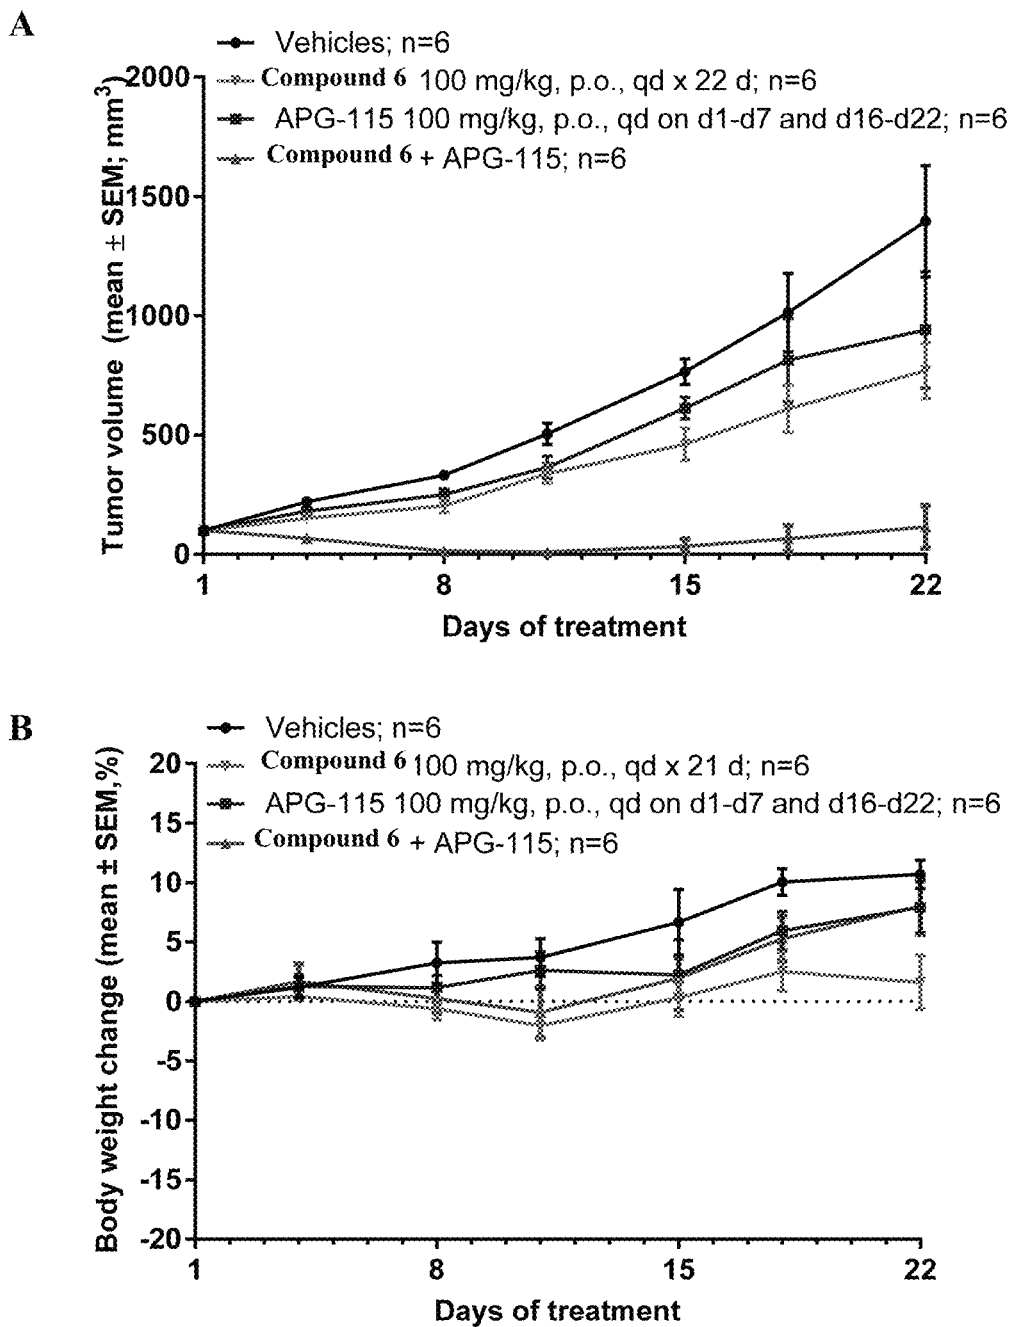 A
Vehicles; n=6
Compound 6 100 mg/kg, p.o., qd x 22 d; n=6
APG-115 100 mg/kg, p.o., qd on d1-d7 and d16-d22; n=6
Compound 6 + APG-115; n=6
Tumor volume (mean ± SEM; mm3)
2000
1500
1000
500
0
1 8 15 22
Days of treatment
B
Vehicles; n=6
Compound 6 100 mg/kg, p.o., qd x 21 d; n=6
APG-115 100 mg/kg, p.o., qd on d1-d7 and d16-d22; n=6
Compound 6 + APG-115; n=6
Body weight change (mean ± SEM,%)
20
15
10
5
0
-5
-10
-15
-20
1 8 15 22
Days of treatment